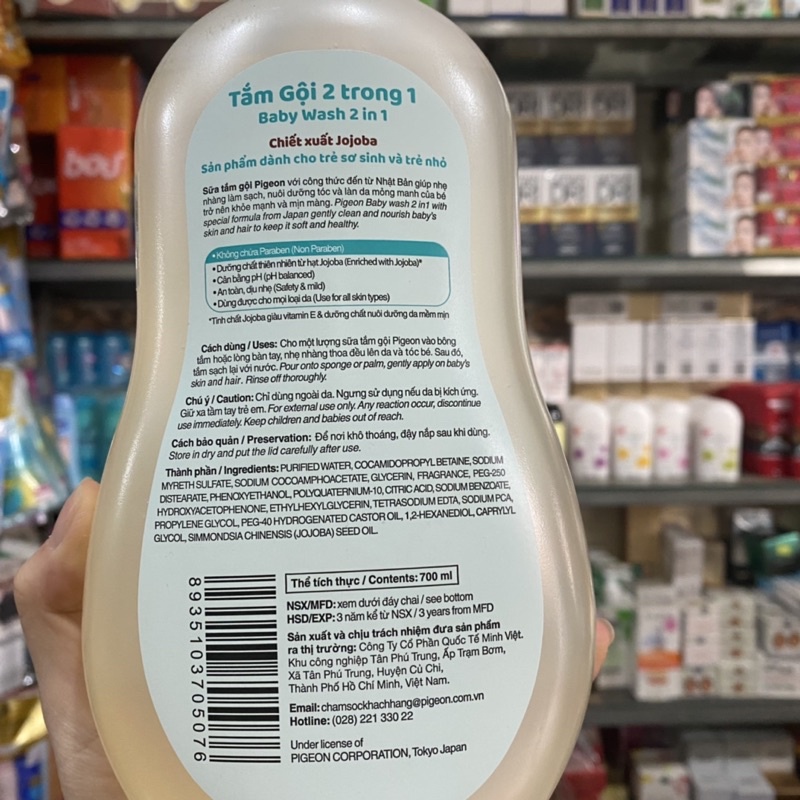 Tắm Gội 2 trong 1
Baby Wash 2 in 1
Chiết xuất Jojoba
Sản phẩm dành cho trẻ sơ sinh và trẻ nhỏ
Sữa tắm gội Pigeon với công thức đến từ Nhật Bản giúp nhẹ
nhàng làm sạch, nuôi dưỡng tóc và làn da mỏng manh của bé
trở nên khỏe mạnh và mịn màng. Pigeon Baby wash 2 in1 with
special formula from Japan gently clean and nourish baby's
skin and hair to keep it soft and healthy.
• Không chứa Paraben (Non Paraben)
• Dưỡng chất thiên nhiên từ hạt Jojoba (Enriched with Jojoba)*
• Cân bằng pH (pH balanced)
• An toàn, dịu nhẹ (Safety & mild)
• Dùng được cho mọi loại da (Use for all skin types)
*Tinh chất Jojoba giàu vitamin E & dưỡng chất nuôi dưỡng da mềm mịn
Cách dùng / Uses: Cho một lượng sữa tắm gội Pigeon vào bông
tắm hoặc lòng bàn tay, nhẹ nhàng thoa đều lên da và tóc bé. Sau đó,
tắm sạch lại với nước. Pour onto sponge or palm, gently apply on baby's
skin and hair. Rinse off thoroughly.
Chú ý / Caution: Chỉ dùng ngoài da. Ngưng sử dụng nếu da bị kích ứng.
Giữ xa tầm tay trẻ em. For external use only. Any reaction occur, discontinue
use immediately. Keep children and babies out of reach.
Cách bảo quản / Preservation: Để nơi khô thoáng, đậy nắp sau khi dùng.
Store in dry and put the lid carefully after use.
Thành phần / Ingredients: PURIFIED WATER, COCAMIDOPROPYL BETAINE, SODIUM
MYRETH SULFATE, SODIUM COCOAMPHOACETATE, GLYCERIN, FRAGRANCE, PEG-250
DISTEARATE, PHENOXYETHANOL, POLYQUATERNIUM-10, CITRIC ACID, SODIUM BENZOATE,
HYDROXYACETOPHENONE, ETHYLHEXYLGLYCERIN, TETRASODIUM EDTA, SODIUM PCA,
PROPYLENE GLYCOL, PEG-40 HYDROGENATED CASTOR OIL, 1,2-HEXANEDIOL, CAPRYLYL
GLYCOL, SIMMONDSIA CHINENSIS (JOJOBA) SEED OIL.
8935103705076
Thể tích thực / Contents: 700 ml
NSX/MFD: xem dưới đáy chai / see bottom
HSD/EXP: 3 năm kể từ NSX / 3 years from MFD
Sản xuất và chịu trách nhiệm đưa sản phẩm
ra thị trường: Công Ty Cổ Phần Quốc Tế Minh Việt.
Khu công nghiệp Tân Phú Trung, Ấp Trạm Bơm,
Xã Tân Phú Trung, Huyện Củ Chi,
Thành Phố Hồ Chí Minh, Việt Nam.
Email: chamsockhachhang@pigeon.com.vn
Hotline: (028) 221 330 22
Under license of
PIGEON CORPORATION, Tokyo Japan